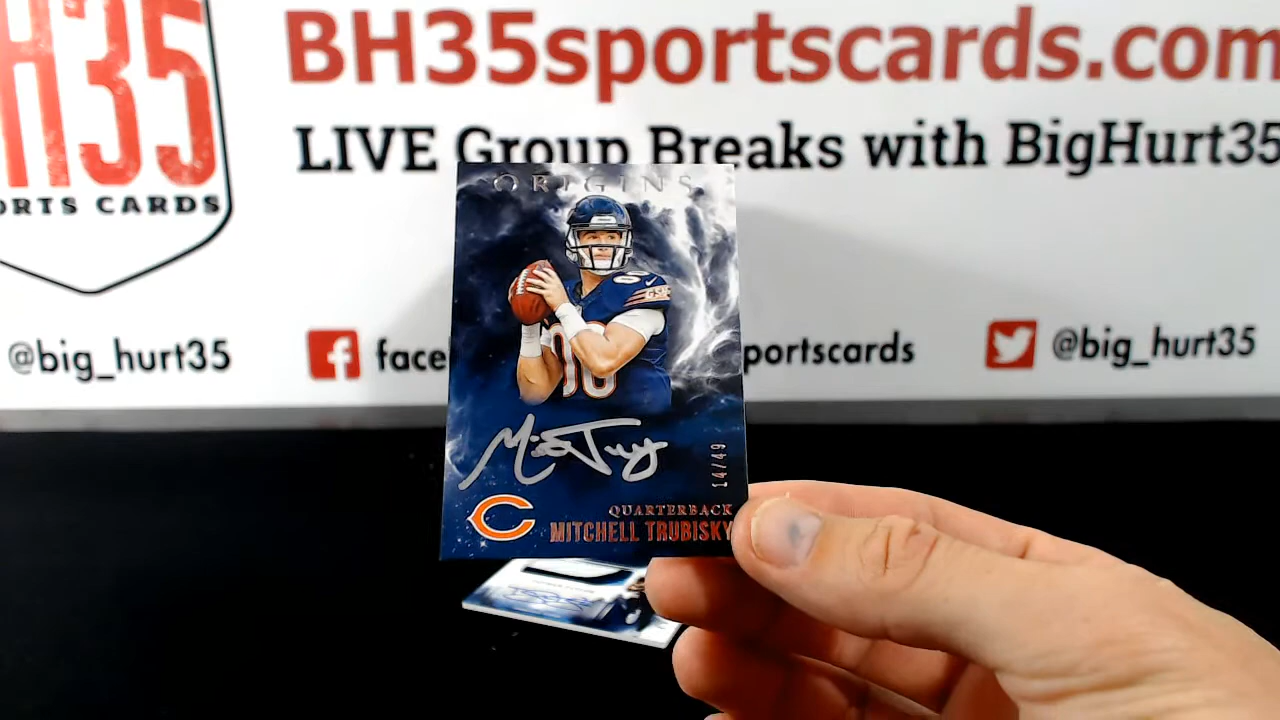 BH35sportscards.com
H35
ORTS CARDS
LIVE Group Breaks with BigHurt35
@big_hurt35
f face
portscards
@big_hurt35
ORIGINS
GSH
14/49
QUARTERBACK
MITCHELL TRUBISKY